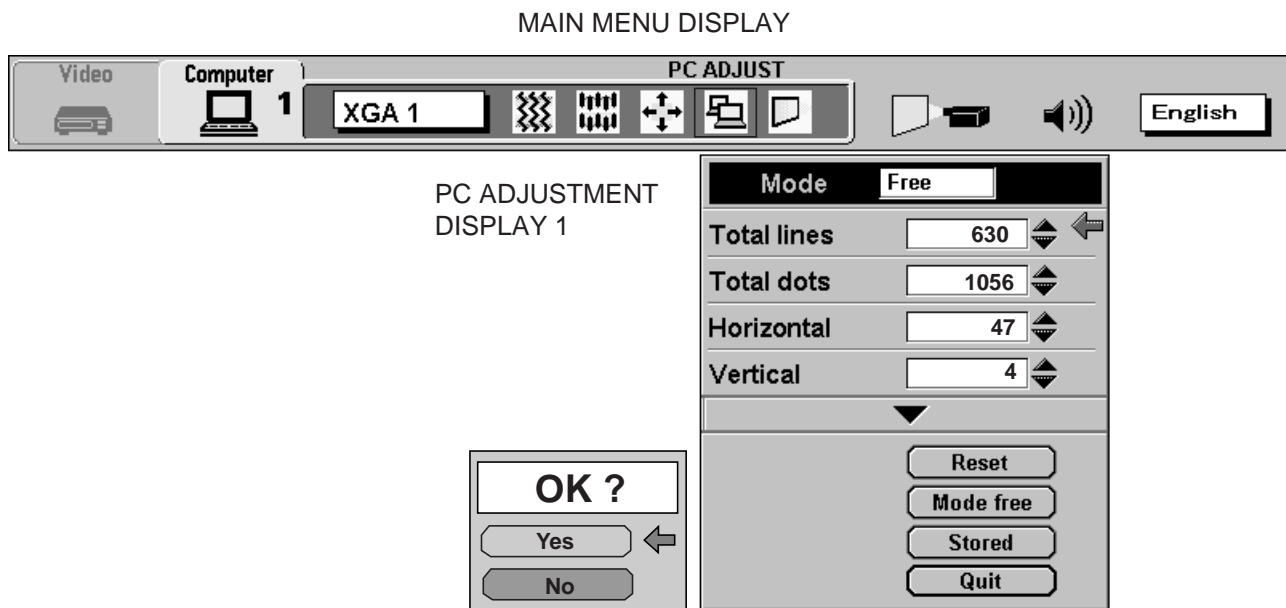 MAIN MENU DISPLAY
Video
Computer
PC ADJUST
1
XGA 1
English
PC ADJUSTMENT
DISPLAY 1
Mode Free
Total lines 630
Total dots 1056
Horizontal 47
Vertical 4
Reset
Mode free
Stored
Quit
OK ?
Yes
No